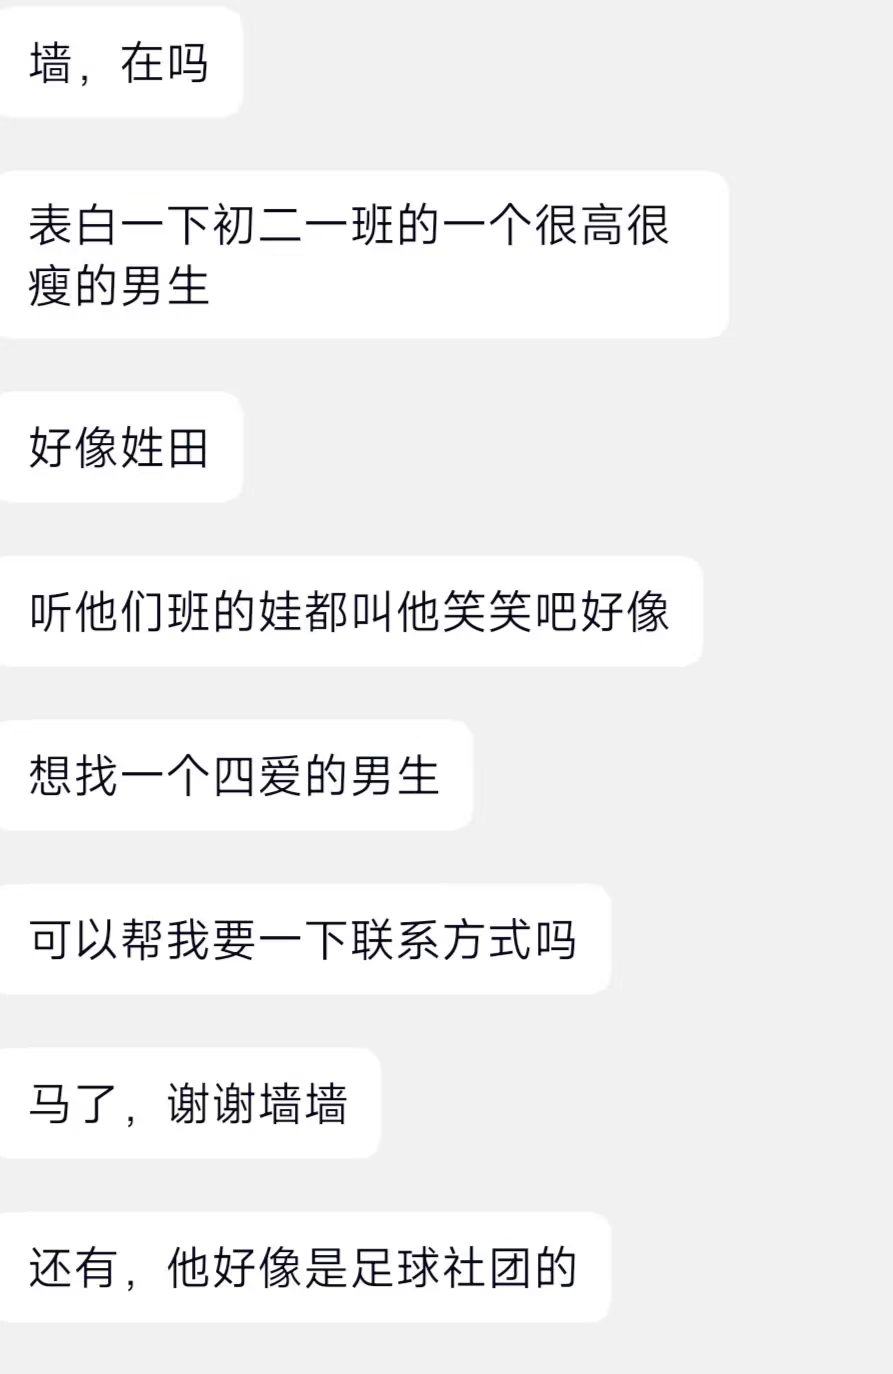 墙，在吗
表白一下初二一班的一个很高很
瘦的男生
好像姓田
听他们班的娃都叫他笑笑吧好像
想找一个四爱的男生
可以帮我要一下联系方式吗
马了，谢谢墙墙
还有，他好像是足球社团的